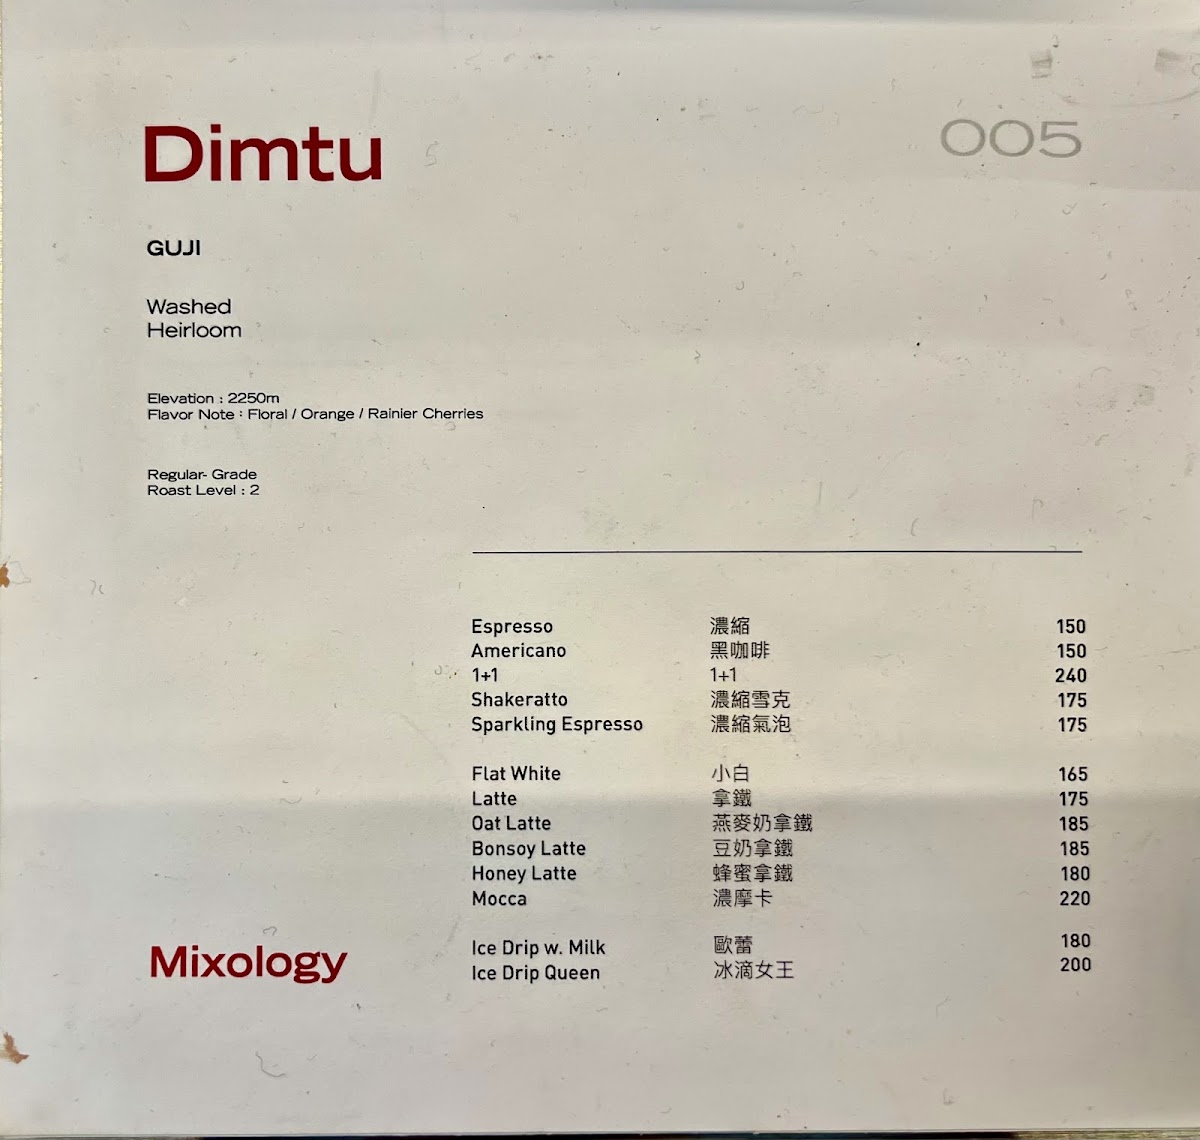 Dimtu
005
GUJI
Washed
Heirloom
Elevation : 2250m
Flavor Note : Floral / Orange / Rainier Cherries
Regular- Grade
Roast Level : 2
Espresso 濃縮 150
Americano 黑咖啡 150
1+1 1+1 240
Shakeratto 濃縮雪克 175
Sparkling Espresso 濃縮氣泡 175
Flat White 小白 165
Latte 拿鐵 175
Oat Latte 燕麥奶拿鐵 185
Bonsoy Latte 豆奶拿鐵 185
Honey Latte 蜂蜜拿鐵 180
Mocca 濃摩卡 220
Mixology
Ice Drip w. Milk 歐蕾 180
Ice Drip Queen 冰滴女王 200